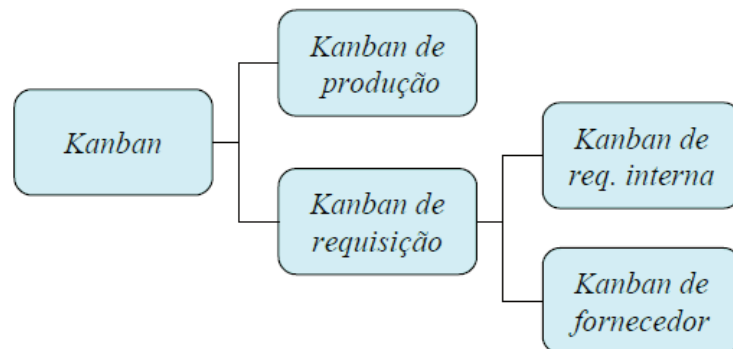 Kanban
Kanban de
produção
Kanban de
requisição
Kanban de
req. interna
Kanban de
fornecedor